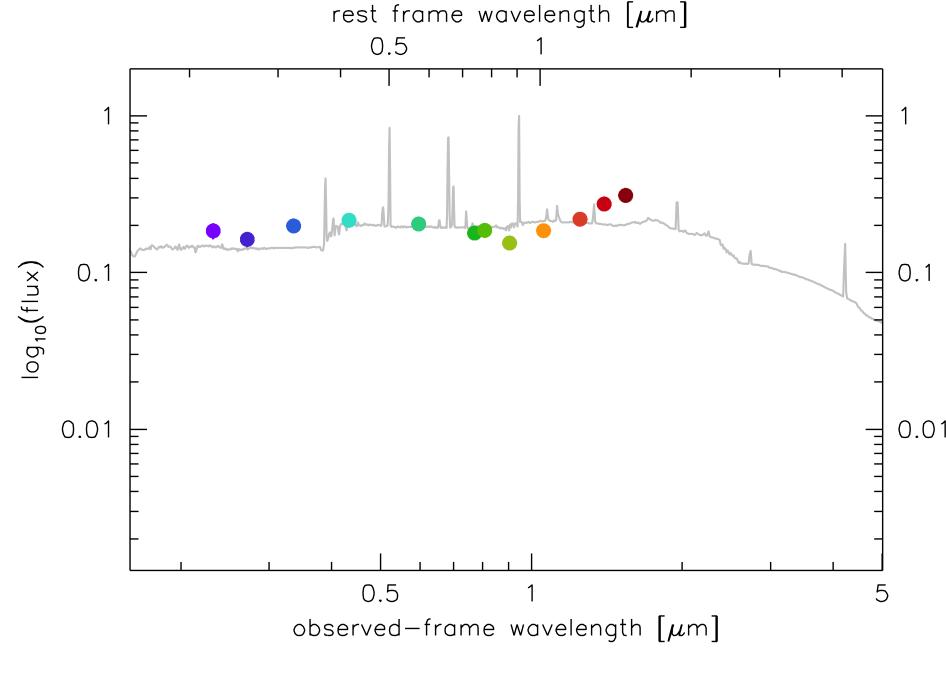 rest frame wavelength [μm]
0.5 1
1 1
0.1 0.1
log10(flux)
0.01 0.01
0.5 1 5
observed-frame wavelength [μm]